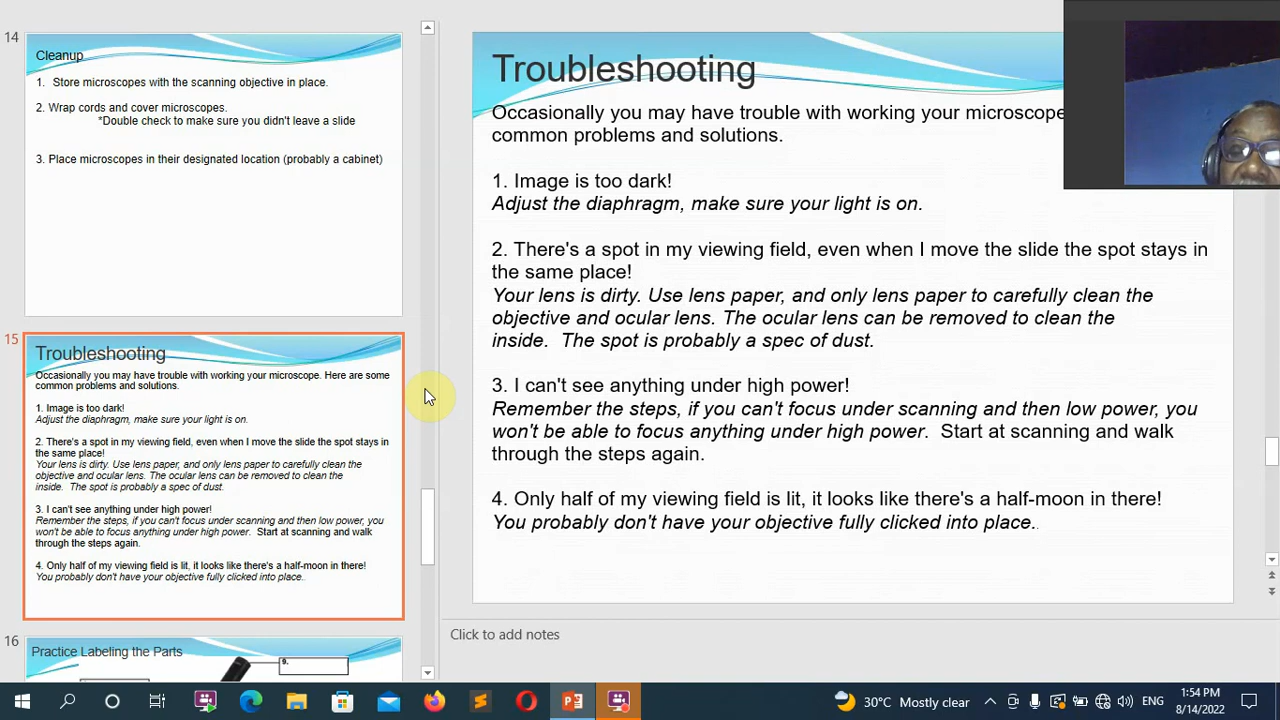 14
Cleanup
1. Store microscopes with the scanning objective in place.
2. Wrap cords and cover microscopes.
*Double check to make sure you didn't leave a slide
3. Place microscopes in their designated location (probably a cabinet)
15
Troubleshooting
Occasionally you may have trouble with working your microscope. Here are some
common problems and solutions.
1. Image is too dark!
Adjust the diaphragm, make sure your light is on.
2. There's a spot in my viewing field, even when I move the slide the spot stays in
the same place!
Your lens is dirty. Use lens paper, and only lens paper to carefully clean the
objective and ocular lens. The ocular lens can be removed to clean the
inside. The spot is probably a spec of dust.
3. I can't see anything under high power!
Remember the steps, if you can't focus under scanning and then low power, you
won't be able to focus anything under high power. Start at scanning and walk
through the steps again.
4. Only half of my viewing field is lit, it looks like there's a half-moon in there!
You probably don't have your objective fully clicked into place..
16
Practice Labeling the Parts
9.
Troubleshooting
Occasionally you may have trouble with working your microscope
common problems and solutions.
1. Image is too dark!
Adjust the diaphragm, make sure your light is on.
2. There's a spot in my viewing field, even when I move the slide the spot stays in
the same place!
Your lens is dirty. Use lens paper, and only lens paper to carefully clean the
objective and ocular lens. The ocular lens can be removed to clean the
inside. The spot is probably a spec of dust.
3. I can't see anything under high power!
Remember the steps, if you can't focus under scanning and then low power, you
won't be able to focus anything under high power. Start at scanning and walk
through the steps again.
4. Only half of my viewing field is lit, it looks like there's a half-moon in there!
You probably don't have your objective fully clicked into place..
Click to add notes
30°C Mostly clear
ENG
1:54 PM
8/14/2022